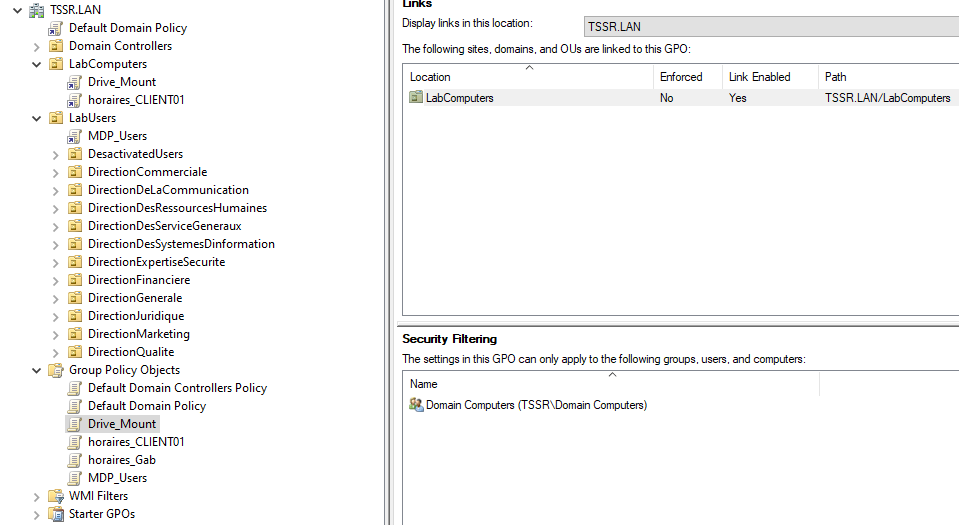 TSSR.LAN
Default Domain Policy
Domain Controllers
LabComputers
Drive_Mount
horaires_CLIENT01
LabUsers
MDP_Users
DesactivatedUsers
DirectionCommerciale
DirectionDeLaCommunication
DirectionDesRessourcesHumaines
DirectionDesServiceGeneraux
DirectionDesSystemesDinformation
DirectionExpertiseSecurite
DirectionFinanciere
DirectionGenerale
DirectionJuridique
DirectionMarketing
DirectionQualite
Group Policy Objects
Default Domain Controllers Policy
Default Domain Policy
Drive_Mount
horaires_CLIENT01
horaires_Gab
MDP_Users
WMI Filters
Starter GPOs
Links
Display links in this location: TSSR.LAN
The following sites, domains, and OUs are linked to this GPO:
Location Enforced Link Enabled Path
LabComputers No Yes TSSR.LAN/LabComputers
Security Filtering
The settings in this GPO can only apply to the following groups, users, and computers:
Name
Domain Computers (TSSR\Domain Computers)